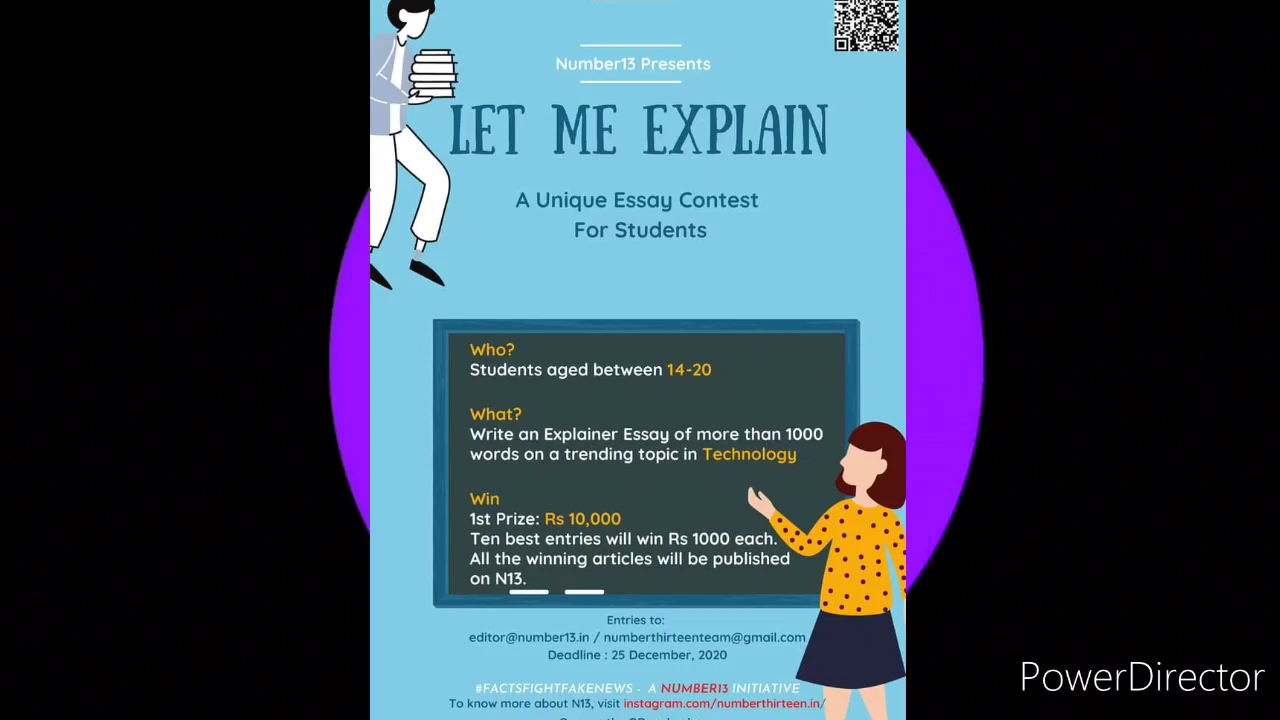 Number13 Presents
LET ME EXPLAIN
A Unique Essay Contest
For Students
Who?
Students aged between 14-20
What?
Write an Explainer Essay of more than 1000
words on a trending topic in Technology
Win
1st Prize: Rs 10,000
Ten best entries will win Rs 1000 each.
All the winning articles will be published
on N13.
Entries to:
editor@number13.in / numberthirteenteam@gmail.com
Deadline : 25 December, 2020
#FACTSFIGHTFAKENEWS - A NUMBER13 INITIATIVE
To know more about N13, visit instagram.com/numberthirteen.in/
PowerDirector